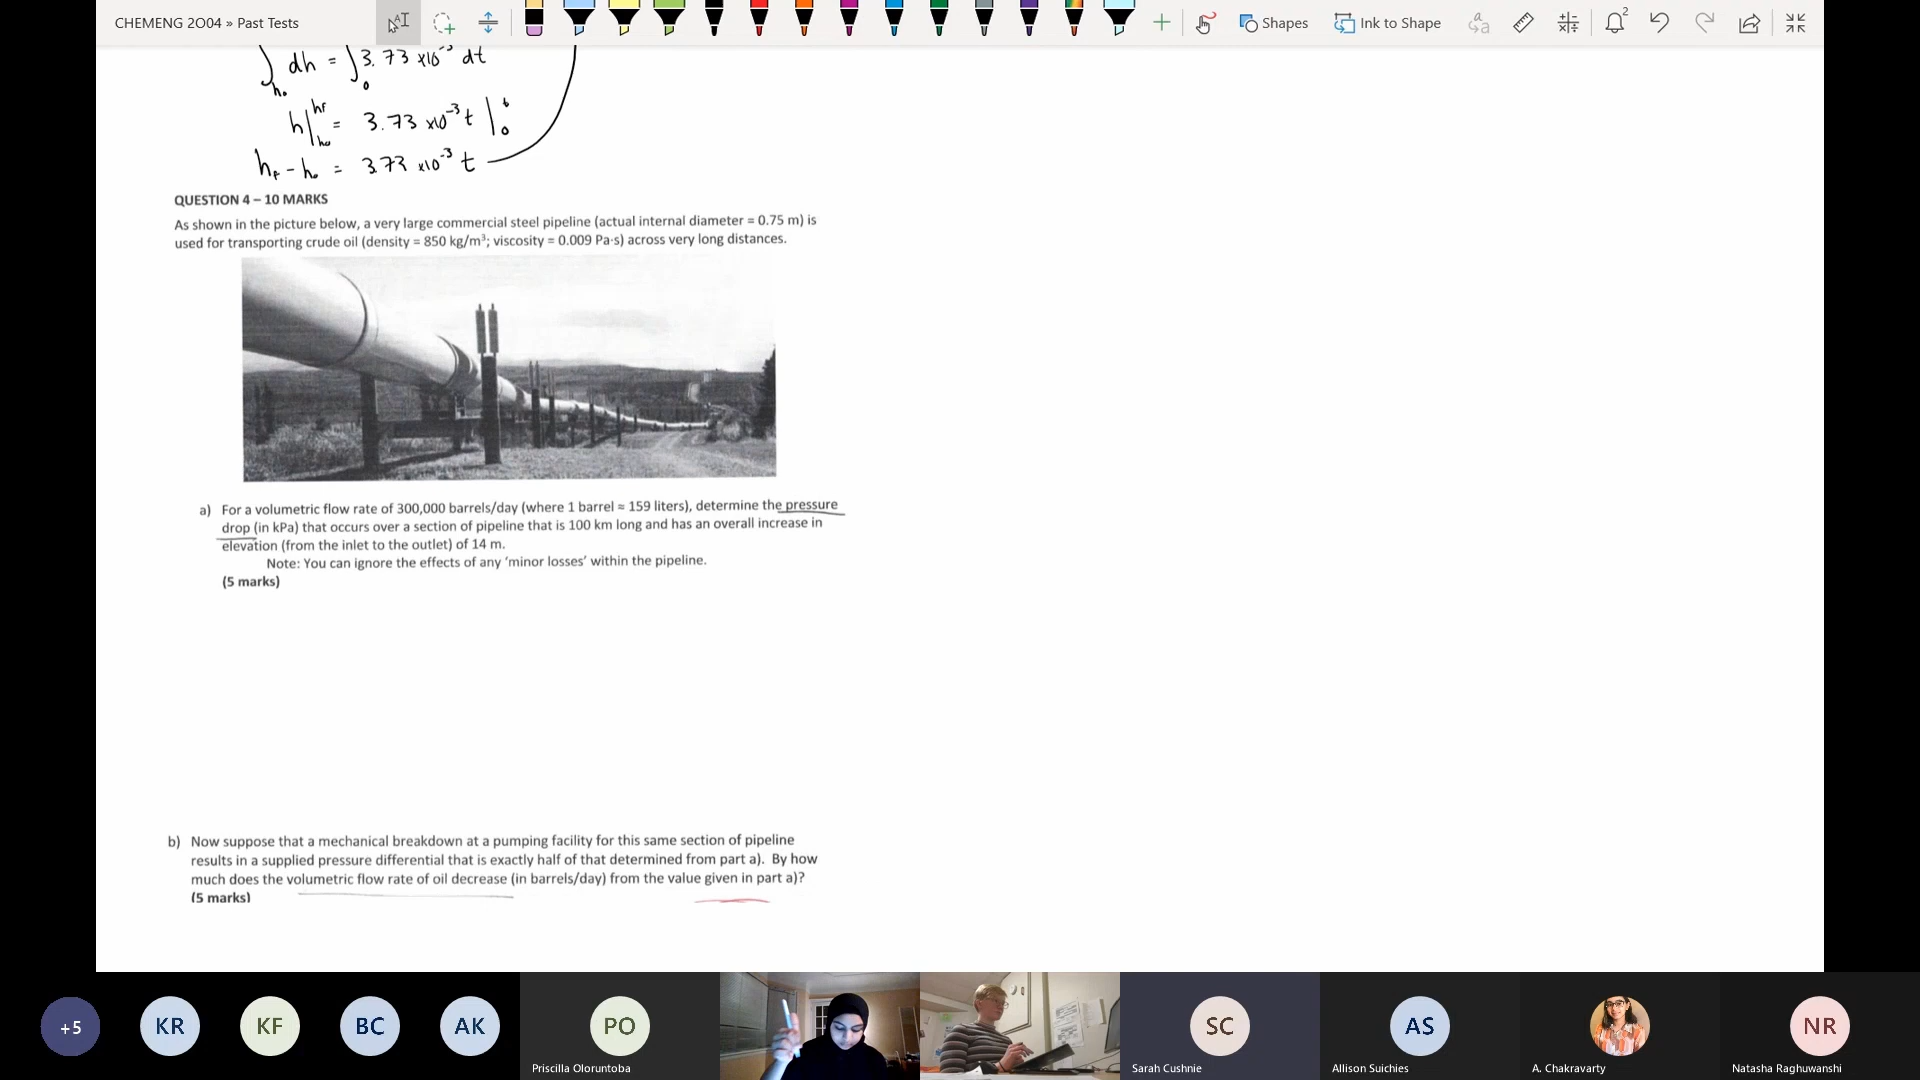 CHEMENG 2O04 » Past Tests
Shapes
Ink to Shape
2
∫ dh = ∫ 3.73 x10⁻³ dt
h₀ 0
h|hf h₀ = 3.73 x10⁻³ t |t 0
hf - h₀ = 3.73 x10⁻³ t
QUESTION 4 – 10 MARKS
As shown in the picture below, a very large commercial steel pipeline (actual internal diameter = 0.75 m) is
used for transporting crude oil (density = 850 kg/m³; viscosity = 0.009 Pa·s) across very long distances.
a) For a volumetric flow rate of 300,000 barrels/day (where 1 barrel ≈ 159 liters), determine the pressure
drop (in kPa) that occurs over a section of pipeline that is 100 km long and has an overall increase in
elevation (from the inlet to the outlet) of 14 m.
Note: You can ignore the effects of any ‘minor losses’ within the pipeline.
(5 marks)
b) Now suppose that a mechanical breakdown at a pumping facility for this same section of pipeline
results in a supplied pressure differential that is exactly half of that determined from part a). By how
much does the volumetric flow rate of oil decrease (in barrels/day) from the value given in part a)?
(5 marks)
+5
KR
KF
BC
AK
PO
SC
AS
NR
Priscilla Oloruntoba
Sarah Cushnie
Allison Suichies
A. Chakravarty
Natasha Raghuwanshi